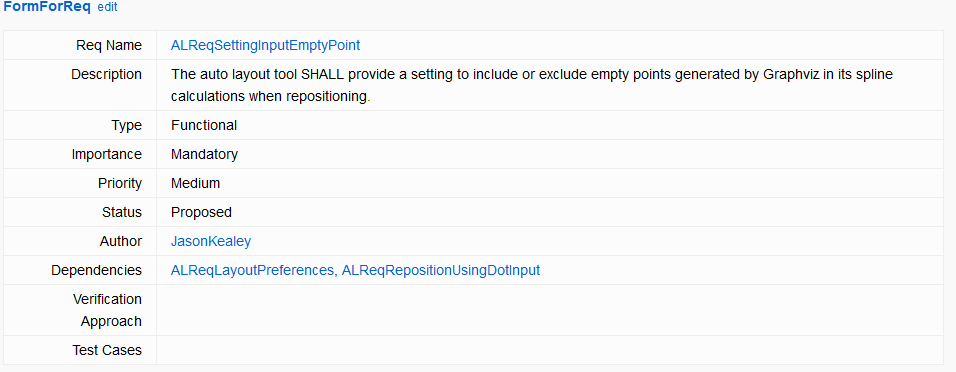 FormForReq edit
Req Name ALReqSettingInputEmptyPoint
Description The auto layout tool SHALL provide a setting to include or exclude empty points generated by Graphviz in its spline
calculations when repositioning.
Type Functional
Importance Mandatory
Priority Medium
Status Proposed
Author JasonKealey
Dependencies ALReqLayoutPreferences, ALReqRepositionUsingDotInput
Verification
Approach
Test Cases